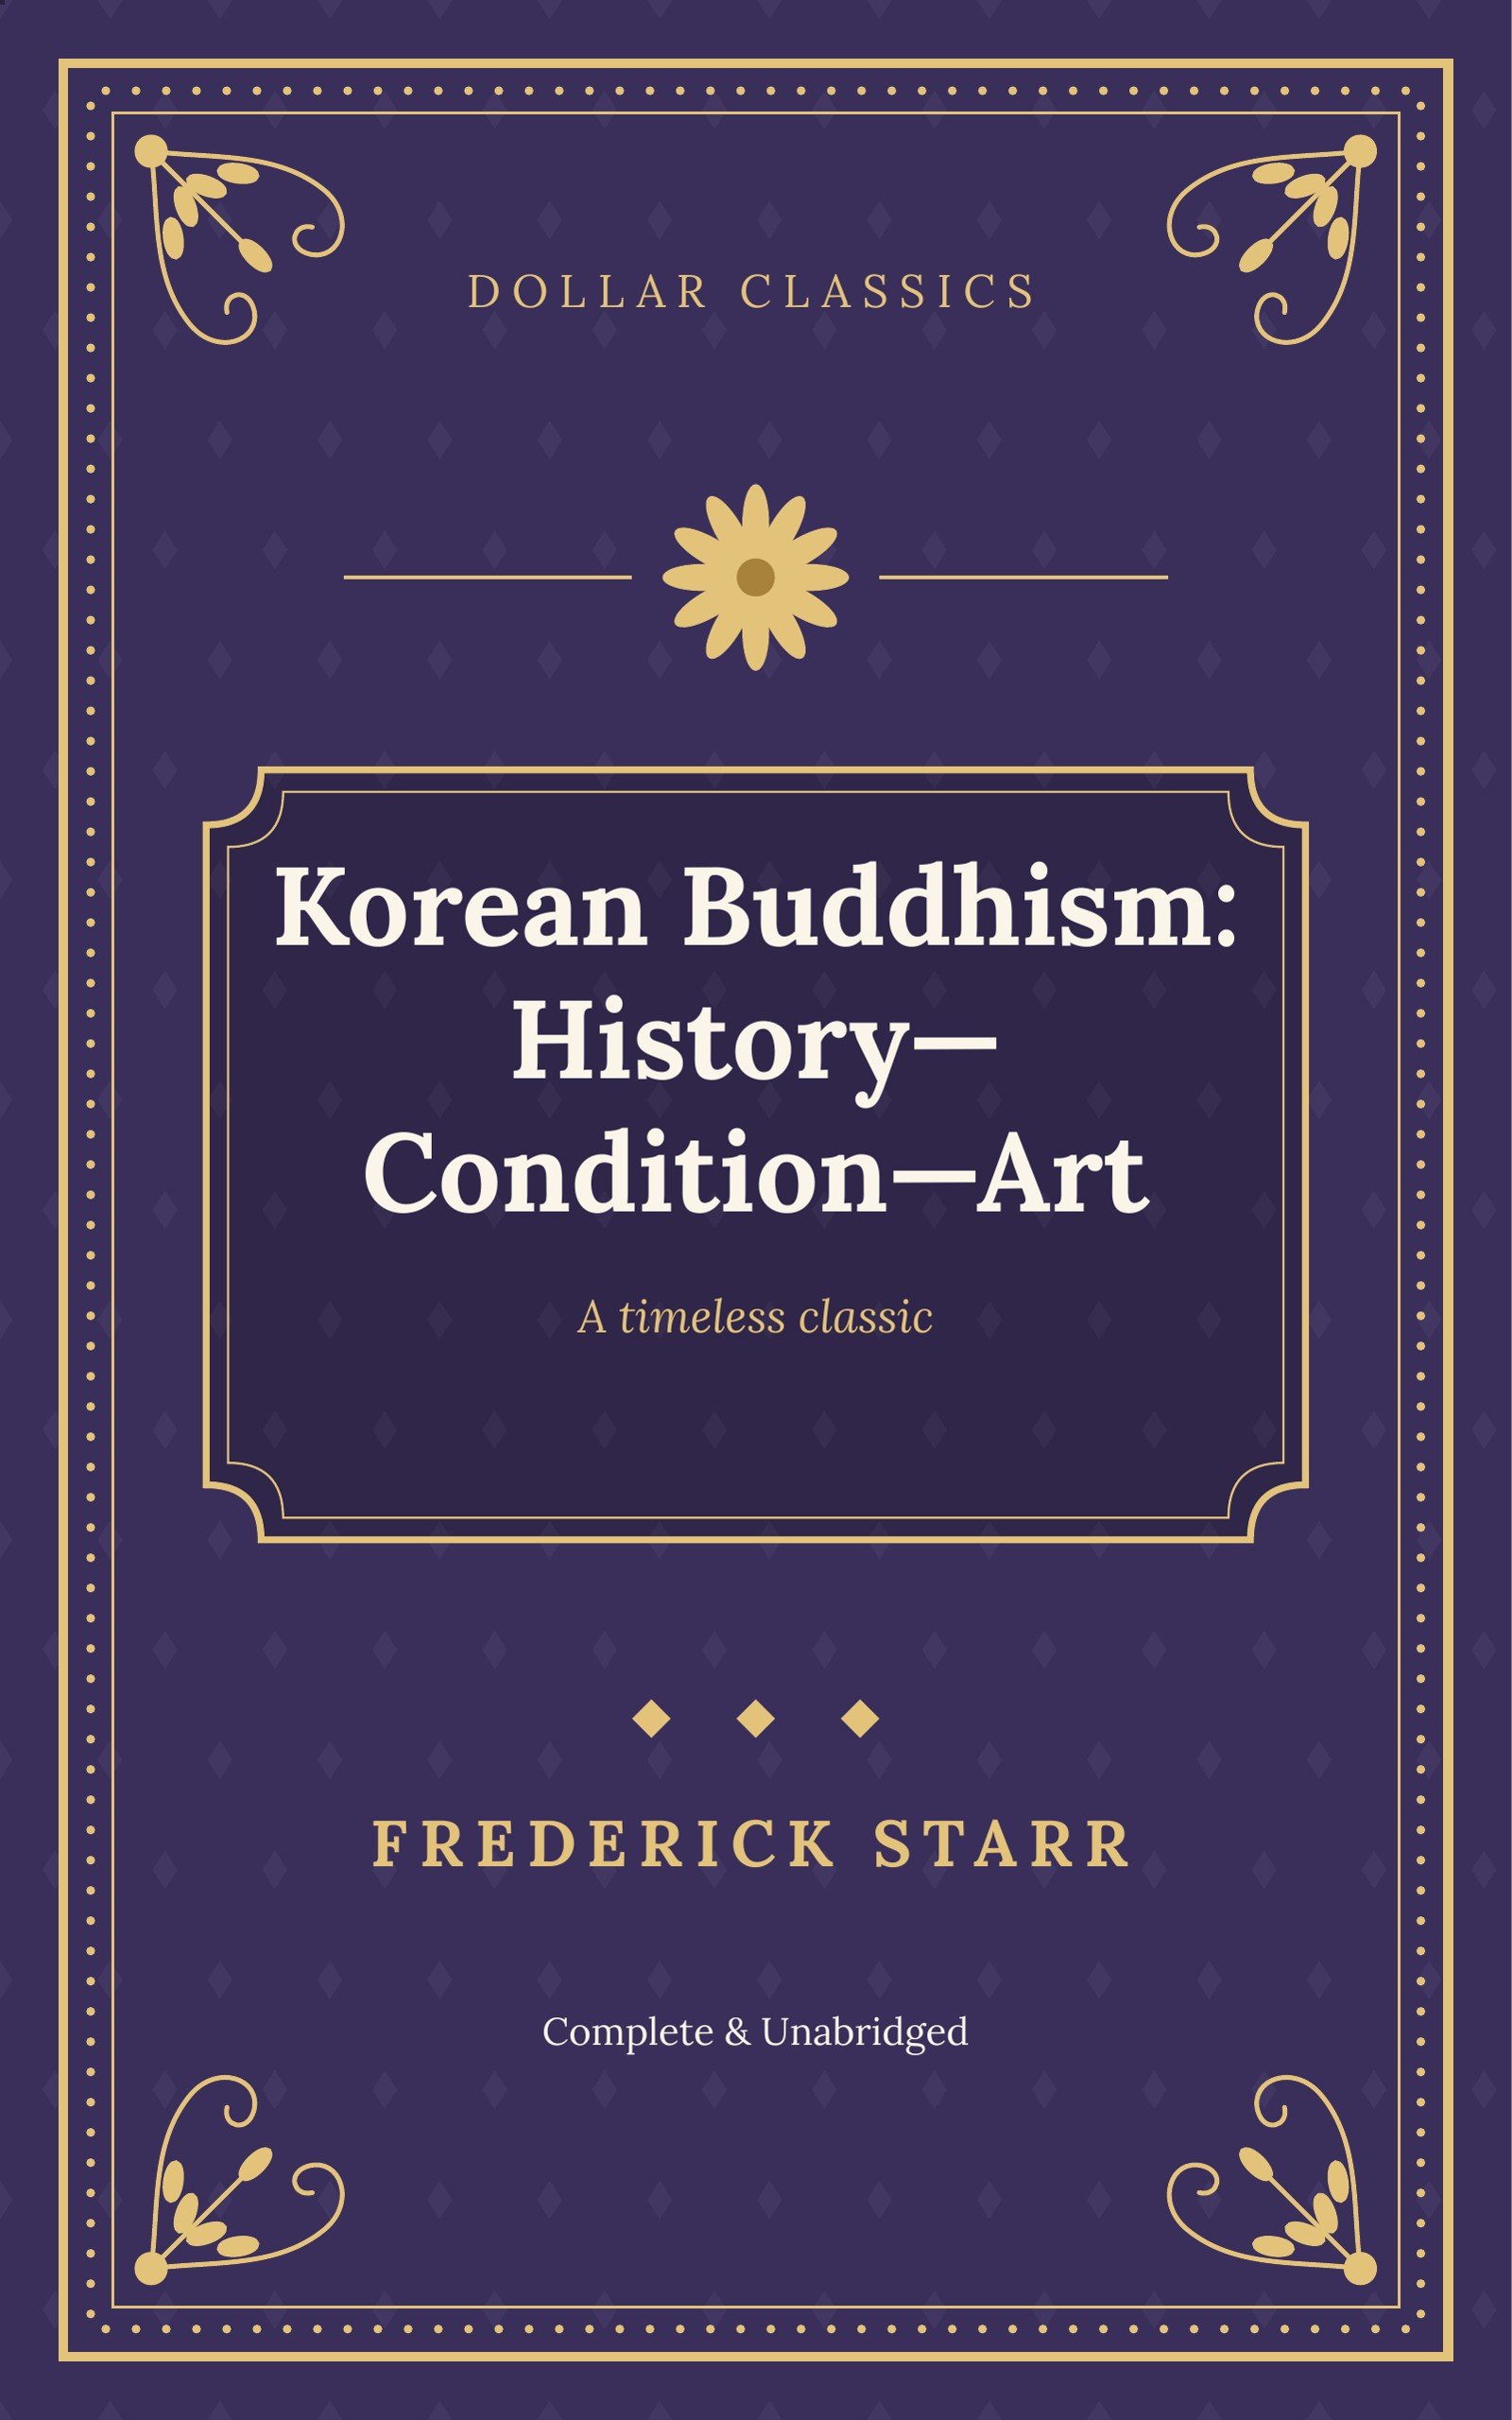 DOLLAR CLASSICS
Korean Buddhism:
History—
Condition—Art
A timeless classic
FREDERICK STARR
Complete & Unabridged